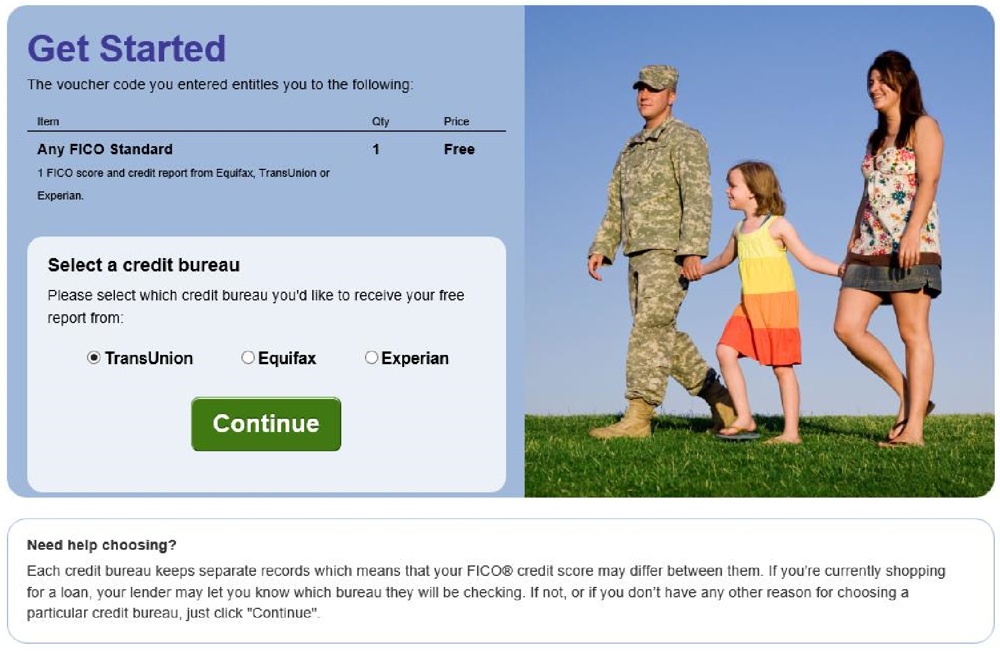 Get Started
The voucher code you entered entitles you to the following:
Item Qty Price
Any FICO Standard 1 Free
1 FICO score and credit report from Equifax, TransUnion or
Experian.
Select a credit bureau
Please select which credit bureau you'd like to receive your free
report from:
TransUnion Equifax Experian
Continue
Need help choosing?
Each credit bureau keeps separate records which means that your FICO® credit score may differ between them. If you're currently shopping
for a loan, your lender may let you know which bureau they will be checking. If not, or if you don’t have any other reason for choosing a
particular credit bureau, just click "Continue".